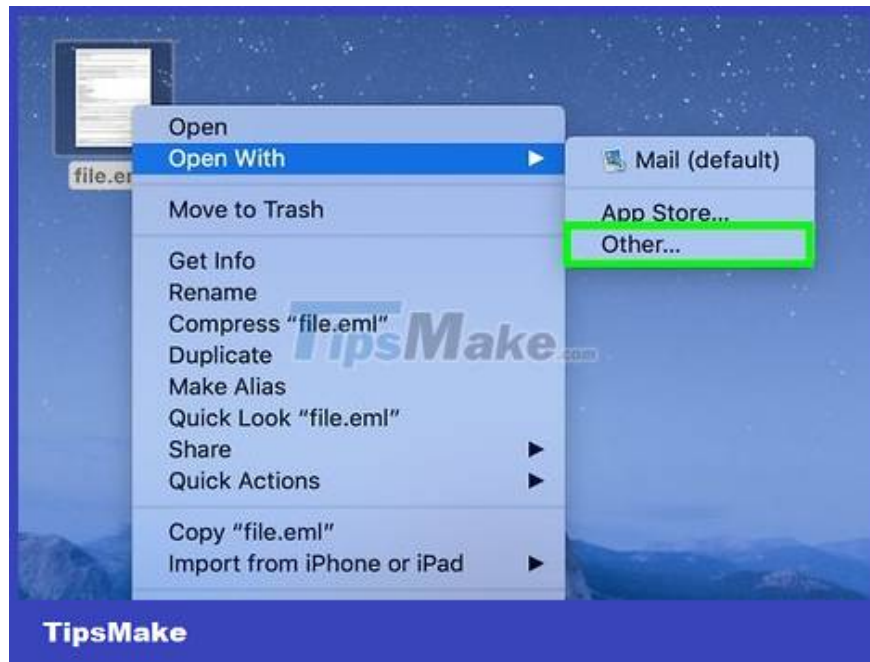 file.em
Open
Open With
Mail (default)
App Store...
Other...
Move to Trash
Get Info
Rename
Compress “file.eml”
Duplicate
Make Alias
Quick Look “file.eml”
Share
Quick Actions
Copy “file.eml”
Import from iPhone or iPad
TipsMake.com
TipsMake